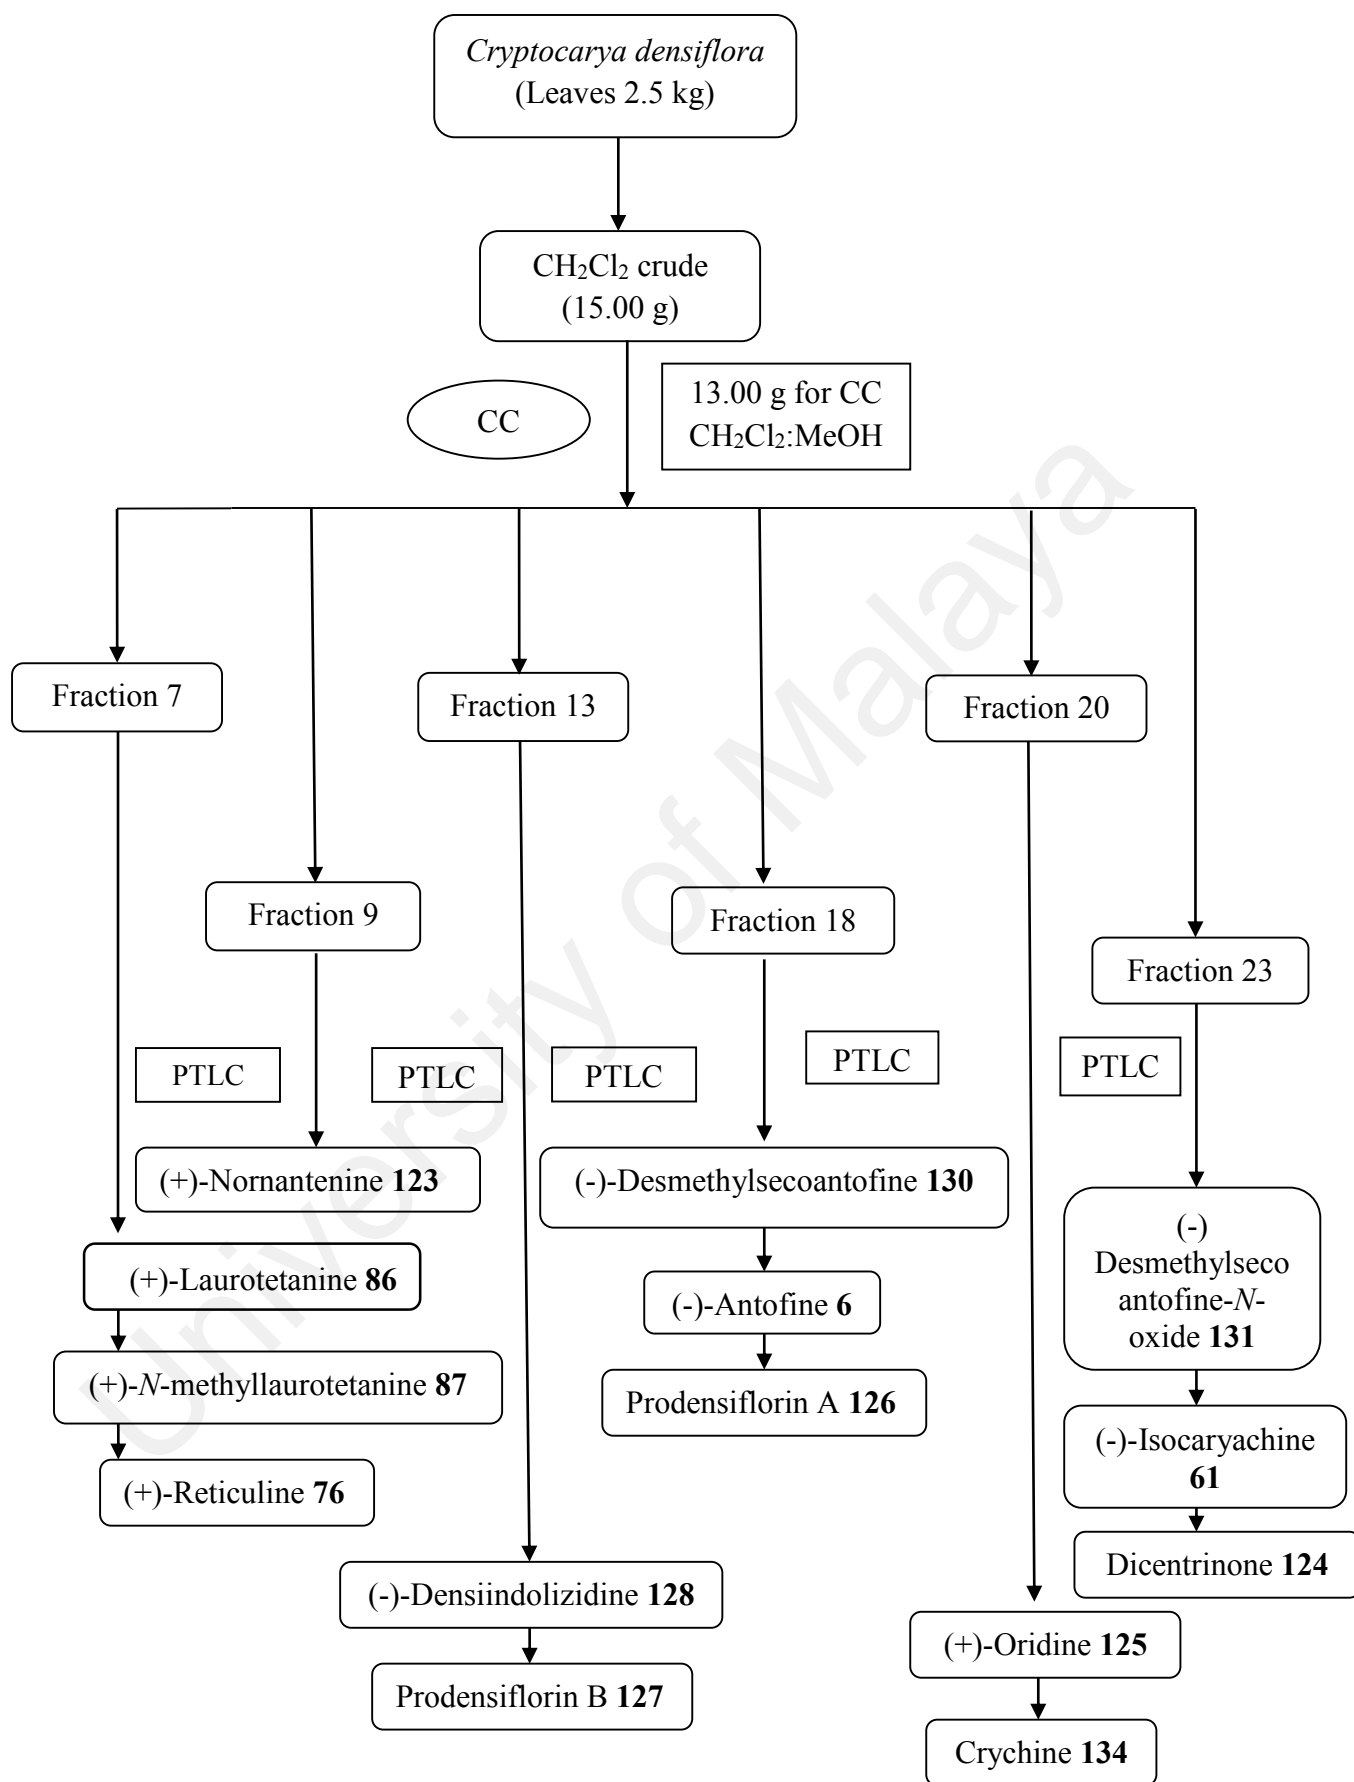 Cryptocarya densiflora
(Leaves 2.5 kg)
CH₂Cl₂ crude
(15.00 g)
CC
13.00 g for CC
CH₂Cl₂:MeOH
Fraction 7
Fraction 13
Fraction 20
Fraction 9
Fraction 18
Fraction 23
PTLC
PTLC
PTLC
PTLC
PTLC
(+)-Nornantenine 123
(-)-Desmethylsecoantofine 130
(+)-Laurotetanine 86
(-)-Antofine 6
(-)
Desmethylseco
antofine-N-
oxide 131
(+)-N-methyllaurotetanine 87
Prodensiflorin A 126
(-)-Isocaryachine
61
(+)-Reticuline 76
Dicentrinone 124
(-)-Densiindolizidine 128
(+)-Oridine 125
Prodensiflorin B 127
Crychine 134
University of Malaya